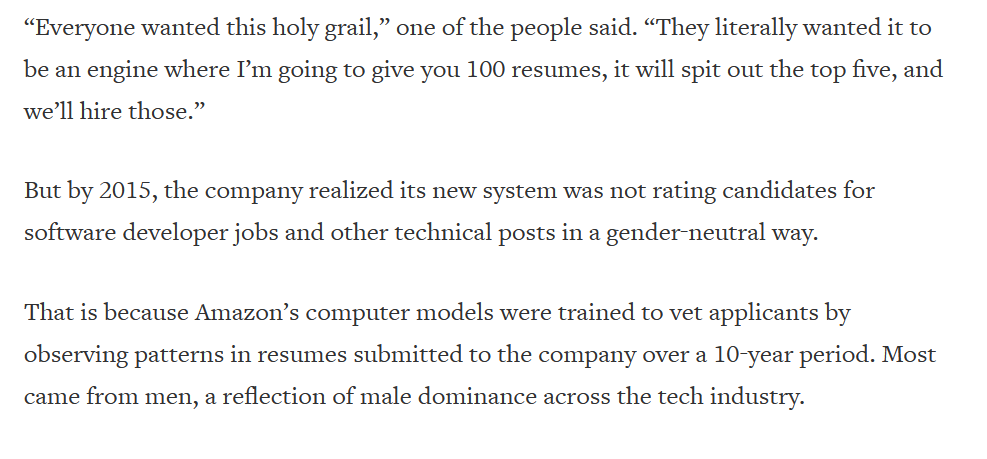 “Everyone wanted this holy grail,” one of the people said. “They literally wanted it to
be an engine where I’m going to give you 100 resumes, it will spit out the top five, and
we’ll hire those.”
But by 2015, the company realized its new system was not rating candidates for
software developer jobs and other technical posts in a gender-neutral way.
That is because Amazon’s computer models were trained to vet applicants by
observing patterns in resumes submitted to the company over a 10-year period. Most
came from men, a reflection of male dominance across the tech industry.